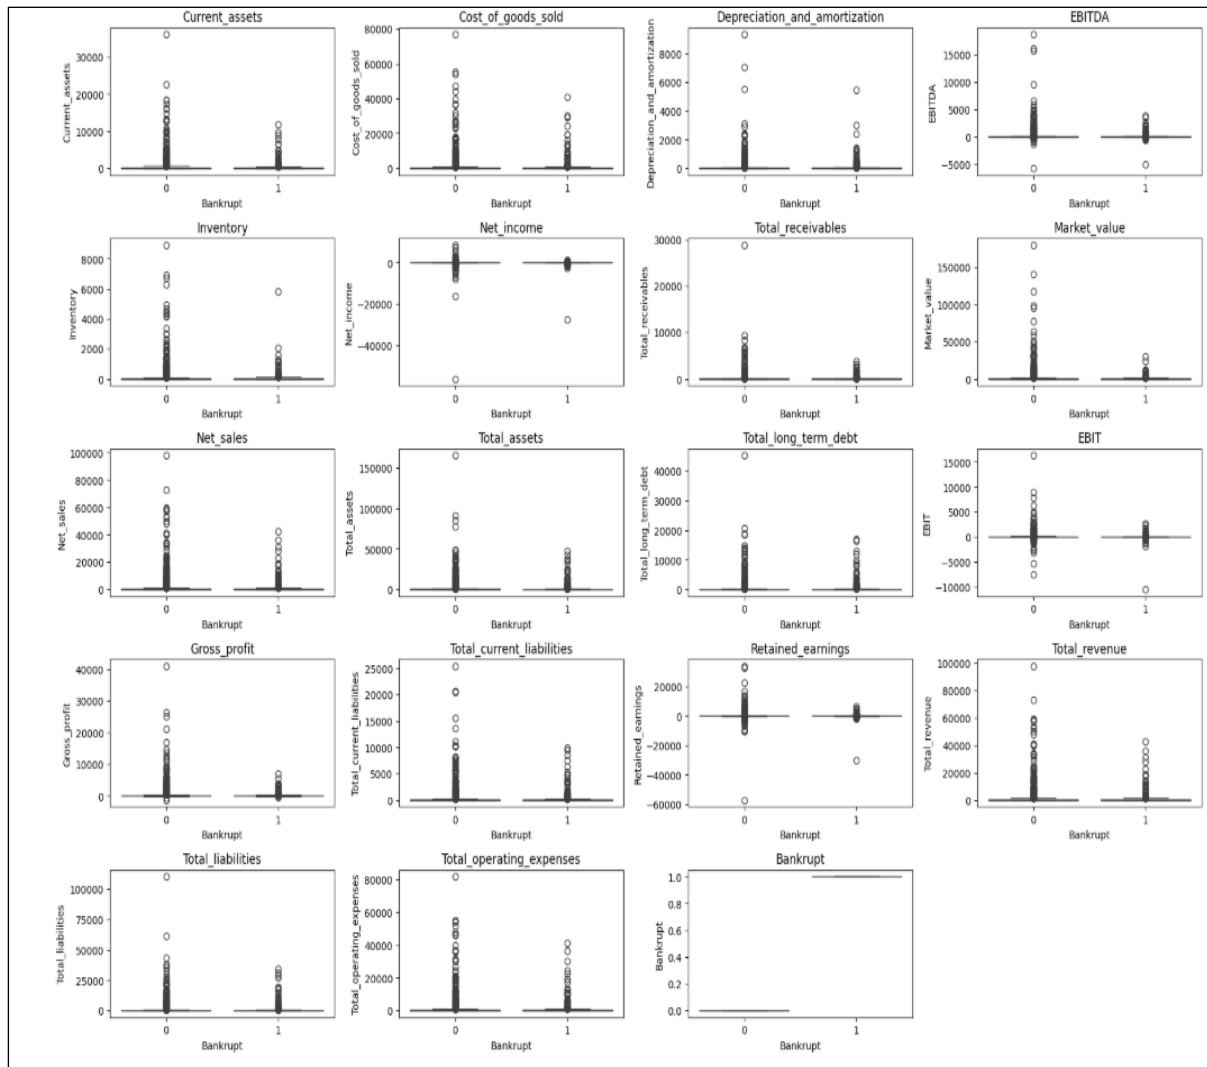 Current_assets
Current_assets
30000
20000
10000
0
0 1
Bankrupt
Cost_of_goods_sold
Cost_of_goods_sold
80000
60000
40000
20000
0
0 1
Bankrupt
Depreciation_and_amortization
Depreciation_and_amortization
8000
6000
4000
2000
0
0 1
Bankrupt
EBITDA
EBITDA
15000
10000
5000
0
−5000
0 1
Bankrupt
Inventory
Inventory
8000
6000
4000
2000
0
0 1
Bankrupt
Net_income
Net_income
0
−20000
−40000
0 1
Bankrupt
Total_receivables
Total_receivables
30000
20000
10000
0
0 1
Bankrupt
Market_value
Market_value
150000
100000
50000
0
0 1
Bankrupt
Net_sales
Net_sales
100000
80000
60000
40000
20000
0
0 1
Bankrupt
Total_assets
Total_assets
150000
100000
50000
0
0 1
Bankrupt
Total_long_term_debt
Total_long_term_debt
40000
30000
20000
10000
0
0 1
Bankrupt
EBIT
EBIT
15000
10000
5000
0
−5000
−10000
0 1
Bankrupt
Gross_profit
Gross_profit
40000
30000
20000
10000
0
0 1
Bankrupt
Total_current_liabilities
Total_current_liabilities
25000
20000
15000
10000
5000
0
0 1
Bankrupt
Retained_earnings
Retained_earnings
20000
0
−20000
−40000
−60000
0 1
Bankrupt
Total_revenue
Total_revenue
100000
80000
60000
40000
20000
0
0 1
Bankrupt
Total_liabilities
Total_liabilities
100000
75000
50000
25000
0
0 1
Bankrupt
Total_operating_expenses
Total_operating_expenses
80000
60000
40000
20000
0
0 1
Bankrupt
Bankrupt
Bankrupt
1.0
0.8
0.6
0.4
0.2
0.0
0 1
Bankrupt